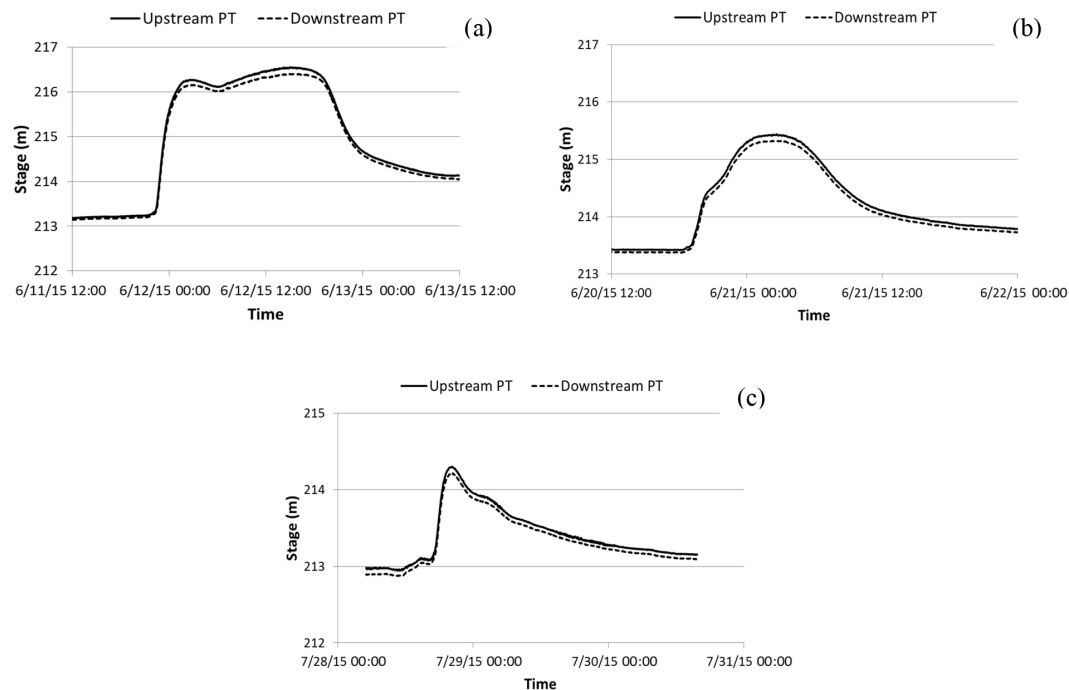 Upstream PT Downstream PT
(a)
217
216
215
214
213
212
Stage (m)
6/11/15 12:00 6/12/15 00:00 6/12/15 12:00 6/13/15 00:00 6/13/15 12:00
Time
Upstream PT Downstream PT
(b)
217
216
215
214
213
Stage (m)
6/20/15 12:00 6/21/15 00:00 6/21/15 12:00 6/22/15 00:00
Time
Upstream PT Downstream PT
(c)
215
214
213
212
Stage (m)
7/28/15 00:00 7/29/15 00:00 7/30/15 00:00 7/31/15 00:00
Time